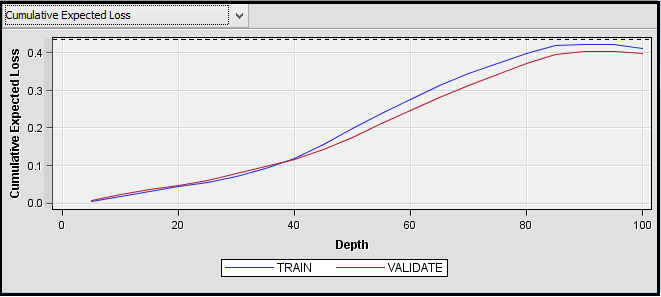 Cumulative Expected Loss
Cumulative Expected Loss
0.4
0.3
0.2
0.1
0.0
0 20 40 60 80 100
Depth
TRAIN VALIDATE